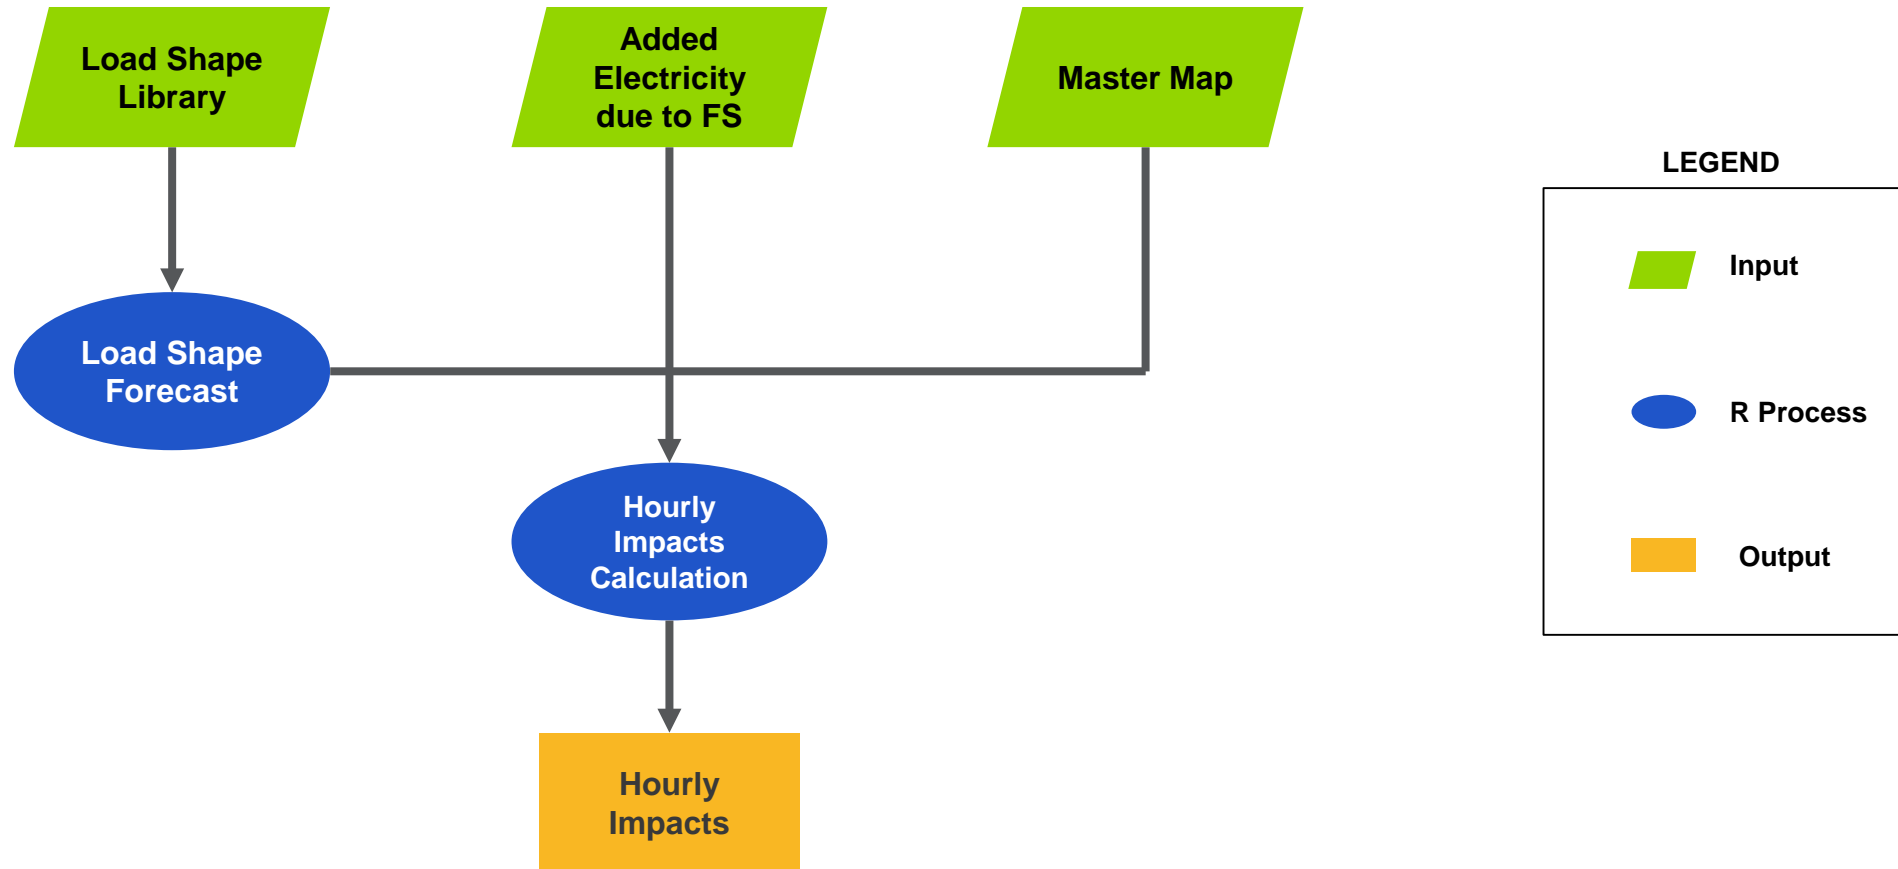 Load Shape
Library
Added
Electricity
due to FS
Master Map
LEGEND
Input
Load Shape
Forecast
R Process
Hourly
Impacts
Calculation
Output
Hourly
Impacts